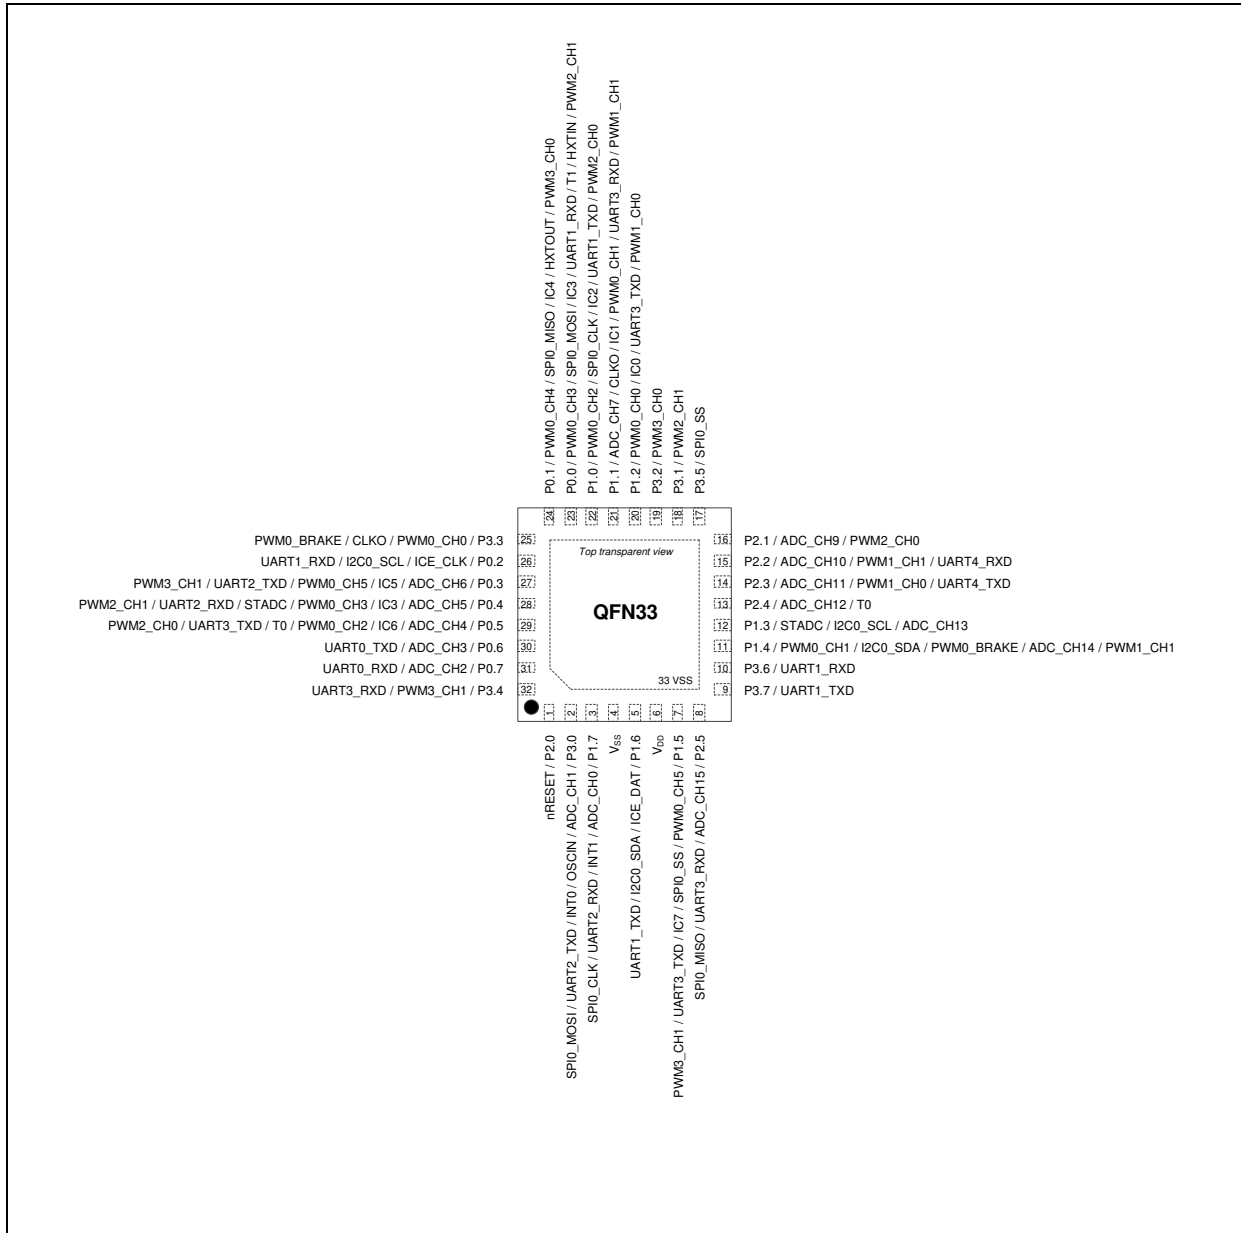 P0.1 / PWM0_CH4 / SPI0_MISO / IC4 / HXTOUT / PWM3_CH0
P0.0 / PWM0_CH3 / SPI0_MOSI / IC3 / UART1_RXD / T1 / HXTIN / PWM2_CH1
P1.0 / PWM0_CH2 / SPI0_CLK / IC2 / UART1_TXD / PWM2_CH0
P1.1 / ADC_CH7 / CLKO / IC1 / PWM0_CH1 / UART3_RXD / PWM1_CH1
P1.2 / PWM0_CH0 / IC0 / UART3_TXD / PWM1_CH0
P3.2 / PWM3_CH0
P3.1 / PWM2_CH1
P3.5 / SPI0_SS
24 23 22 21 20 19 18 17
PWM0_BRAKE / CLKO / PWM0_CH0 / P3.3 25
UART1_RXD / I2C0_SCL / ICE_CLK / P0.2 26
PWM3_CH1 / UART2_TXD / PWM0_CH5 / IC5 / ADC_CH6 / P0.3 27
PWM2_CH1 / UART2_RXD / STADC / PWM0_CH3 / IC3 / ADC_CH5 / P0.4 28
PWM2_CH0 / UART3_TXD / T0 / PWM0_CH2 / IC6 / ADC_CH4 / P0.5 29
UART0_TXD / ADC_CH3 / P0.6 30
UART0_RXD / ADC_CH2 / P0.7 31
UART3_RXD / PWM3_CH1 / P3.4 32
Top transparent view
QFN33
33 VSS
16 P2.1 / ADC_CH9 / PWM2_CH0
15 P2.2 / ADC_CH10 / PWM1_CH1 / UART4_RXD
14 P2.3 / ADC_CH11 / PWM1_CH0 / UART4_TXD
13 P2.4 / ADC_CH12 / T0
12 P1.3 / STADC / I2C0_SCL / ADC_CH13
11 P1.4 / PWM0_CH1 / I2C0_SDA / PWM0_BRAKE / ADC_CH14 / PWM1_CH1
10 P3.6 / UART1_RXD
9 P3.7 / UART1_TXD
1 2 3 4 5 6 7 8
nRESET / P2.0
SPI0_MOSI / UART2_TXD / INT0 / OSCIN / ADC_CH1 / P3.0
SPI0_CLK / UART2_RXD / INT1 / ADC_CH0 / P1.7
VSS
UART1_TXD / I2C0_SDA / ICE_DAT / P1.6
VDD
PWM3_CH1 / UART3_TXD / IC7 / SPI0_SS / PWM0_CH5 / P1.5
SPI0_MISO / UART3_RXD / ADC_CH15 / P2.5